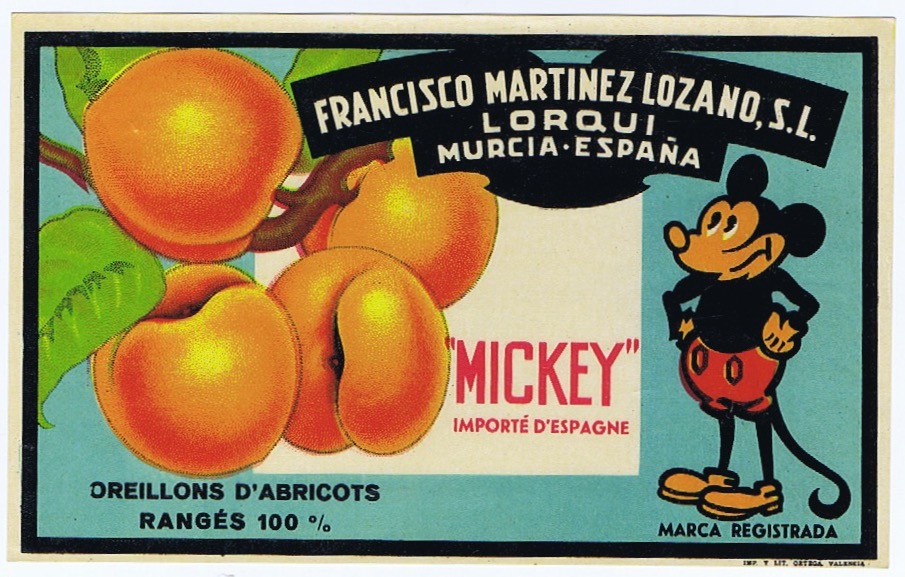 FRANCISCO MARTINEZ LOZANO, S.L.
LORQUI
MURCIA·ESPAÑA
"MICKEY"
IMPORTÉ D'ESPAGNE
OREILLONS D'ABRICOTS
RANGÉS 100 %
MARCA REGISTRADA
IMP. Y LIT. ORTEGA. VALENCIA